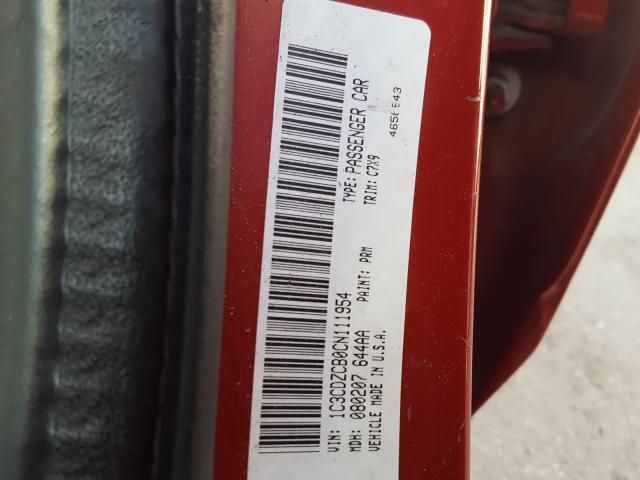 VIN: 1C3CDZCB0CN111954 TYPE: PASSENGER CAR
MDH: 080207 644AA PAINT: PRM TRIM: C7X9
VEHICLE MADE IN U.S.A.